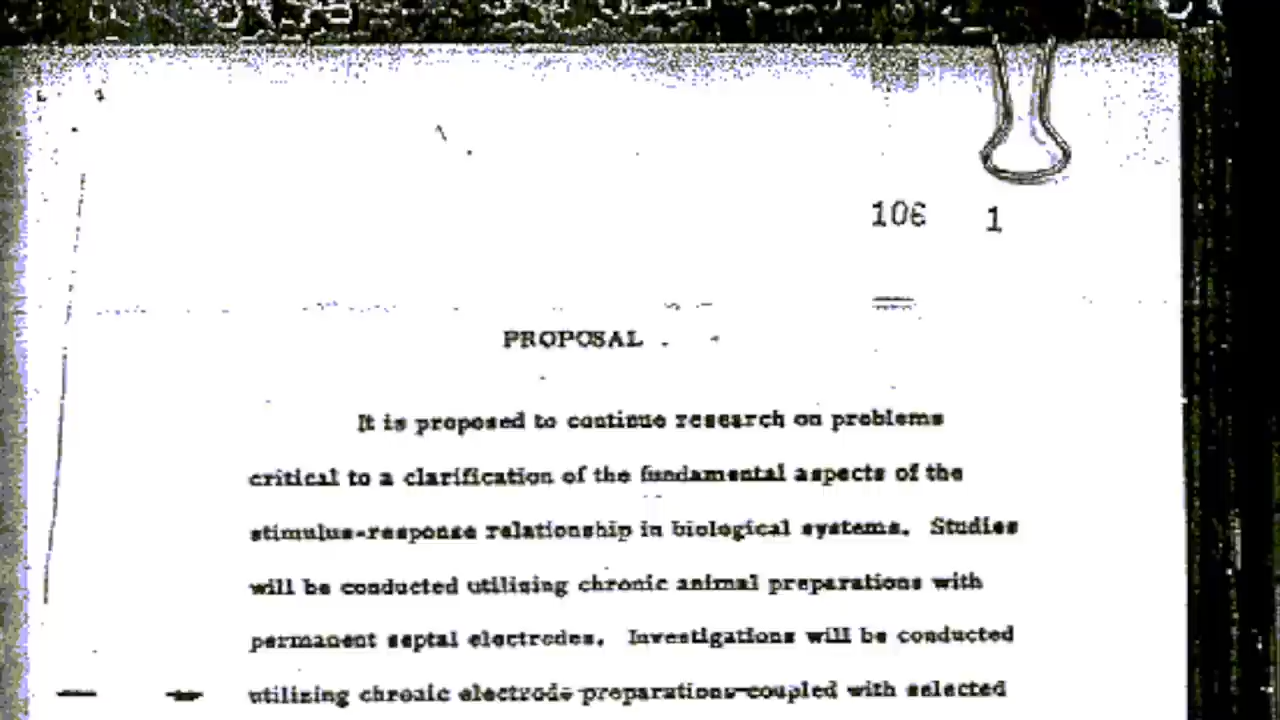 106 1
PROPOSAL
It is proposed to continue research on problems
critical to a clarification of the fundamental aspects of the
stimulus-response relationship in biological systems. Studies
will be conducted utilizing chronic animal preparations with
permanent septal electrodes. Investigations will be conducted
utilizing chronic electrode preparations coupled with selected